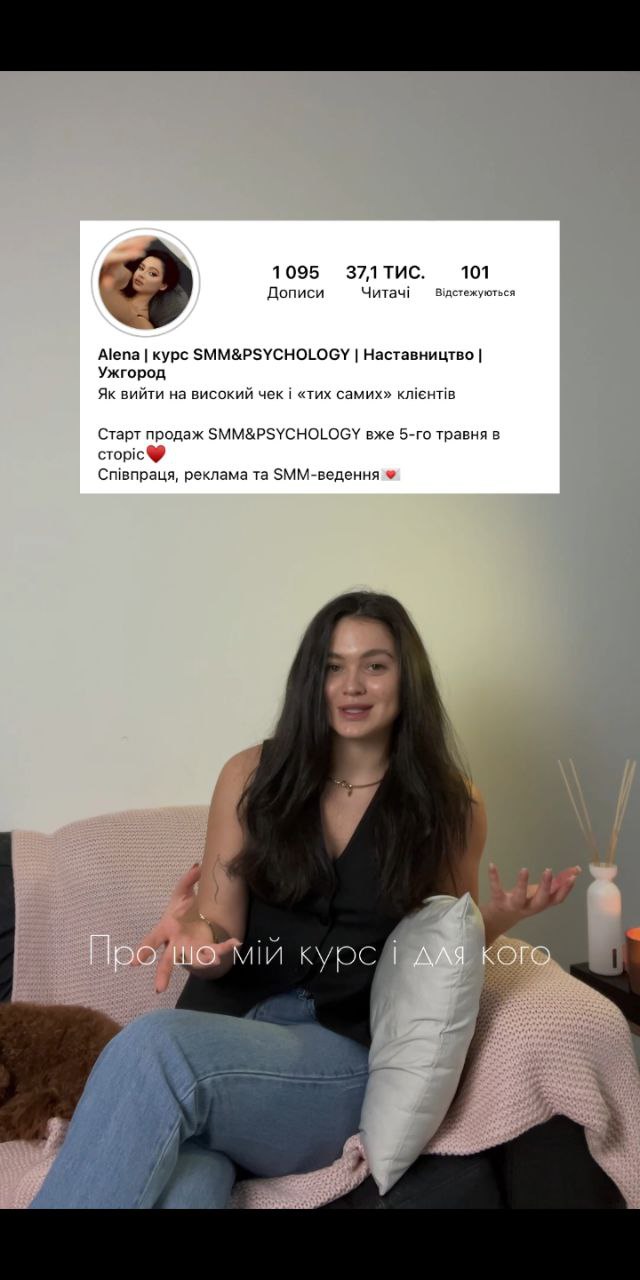 1 095
37,1 ТИС.
101
Дописи
Читачі
Відстежуються
Alena | курс SMM&PSYCHOLOGY | Наставництво |
Ужгород
Як вийти на високий чек і «тих самих» клієнтів
Старт продаж SMM&PSYCHOLOGY вже 5-го травня в
сторіс❤️
Співпраця, реклама та SMM-ведення💌
Про шо мій курс і для кого